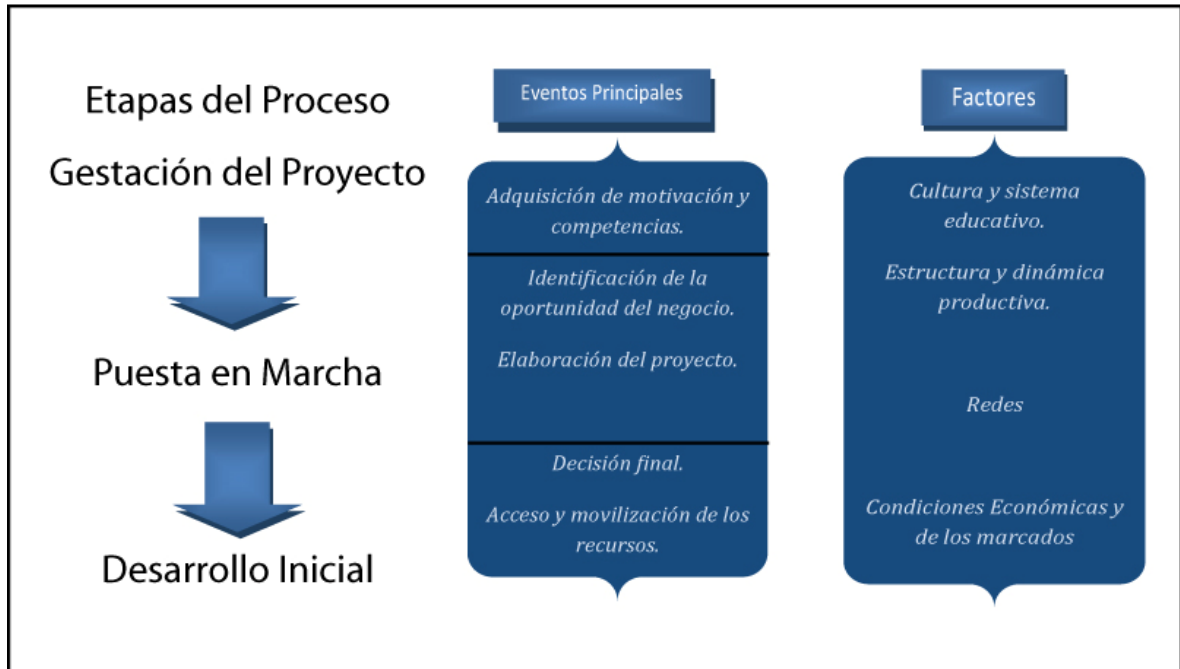 Etapas del Proceso
Gestación del Proyecto
Puesta en Marcha
Desarrollo Inicial
Eventos Principales
Adquisición de motivación y
competencias.
Identificación de la
oportunidad del negocio.
Elaboración del proyecto.
Decisión final.
Acceso y movilización de los
recursos.
Factores
Cultura y sistema
educativo.
Estructura y dinámica
productiva.
Redes
Condiciones Económicas y
de los marcados